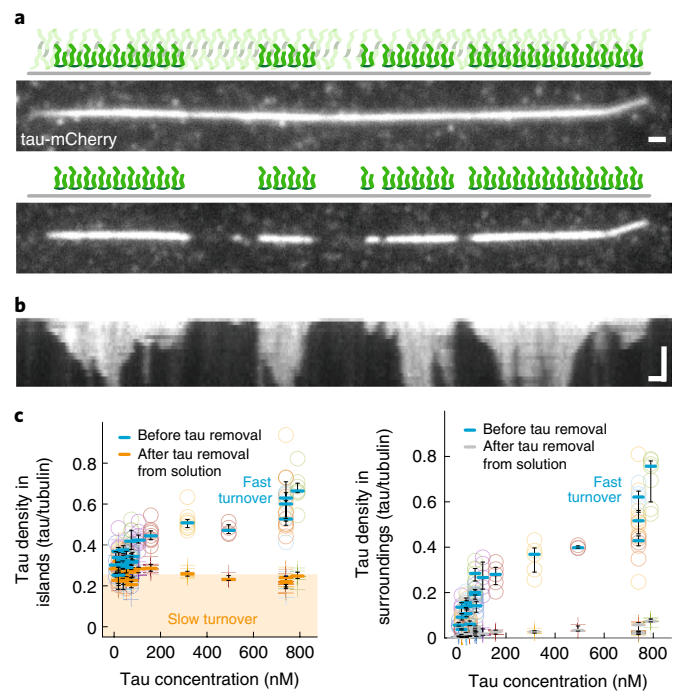 a
tau-mCherry
b
c
Before tau removal
After tau removal
from solution
Fast
turnover
Slow turnover
0.8
0.6
0.4
0.2
0
0
200
400
600
800
Tau density in
islands (tau/tubulin)
Tau concentration (nM)
Before tau removal
After tau removal
from solution
Fast
turnover
0.8
0.6
0.4
0.2
0
0
200
400
600
800
Tau density in
surroundings (tau/tubulin)
Tau concentration (nM)